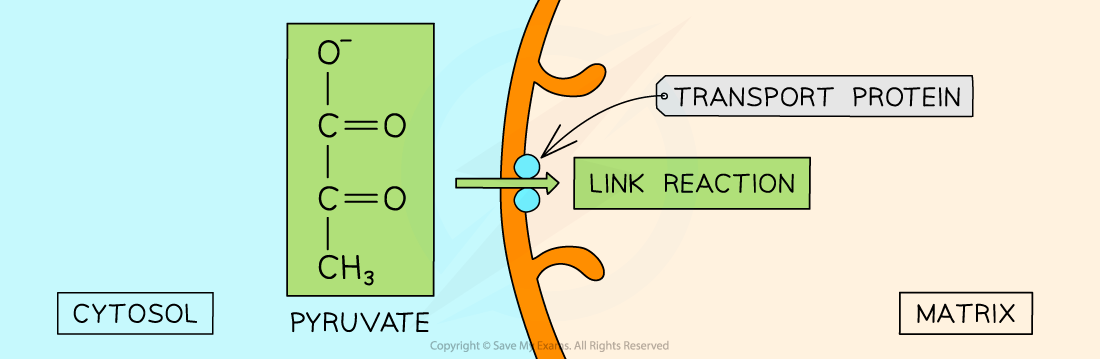 O⁻
C=O
C=O
CH₃
PYRUVATE
CYTOSOL
TRANSPORT PROTEIN
LINK REACTION
MATRIX
Copyright © Save My Exams. All Rights Reserved